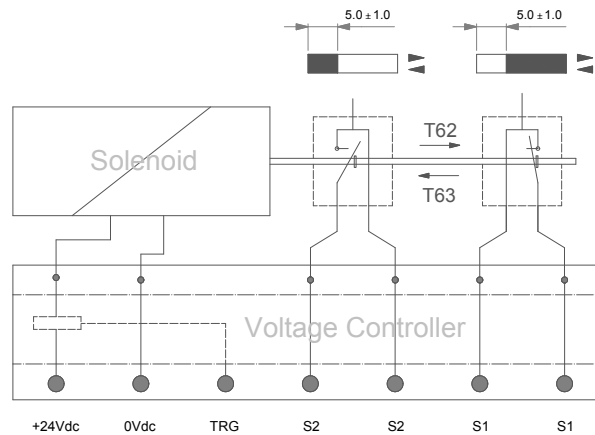 5.0 ± 1.0 5.0 ± 1.0
Solenoid
T62
T63
Voltage Controller
+24Vdc 0Vdc TRG S2 S2 S1 S1